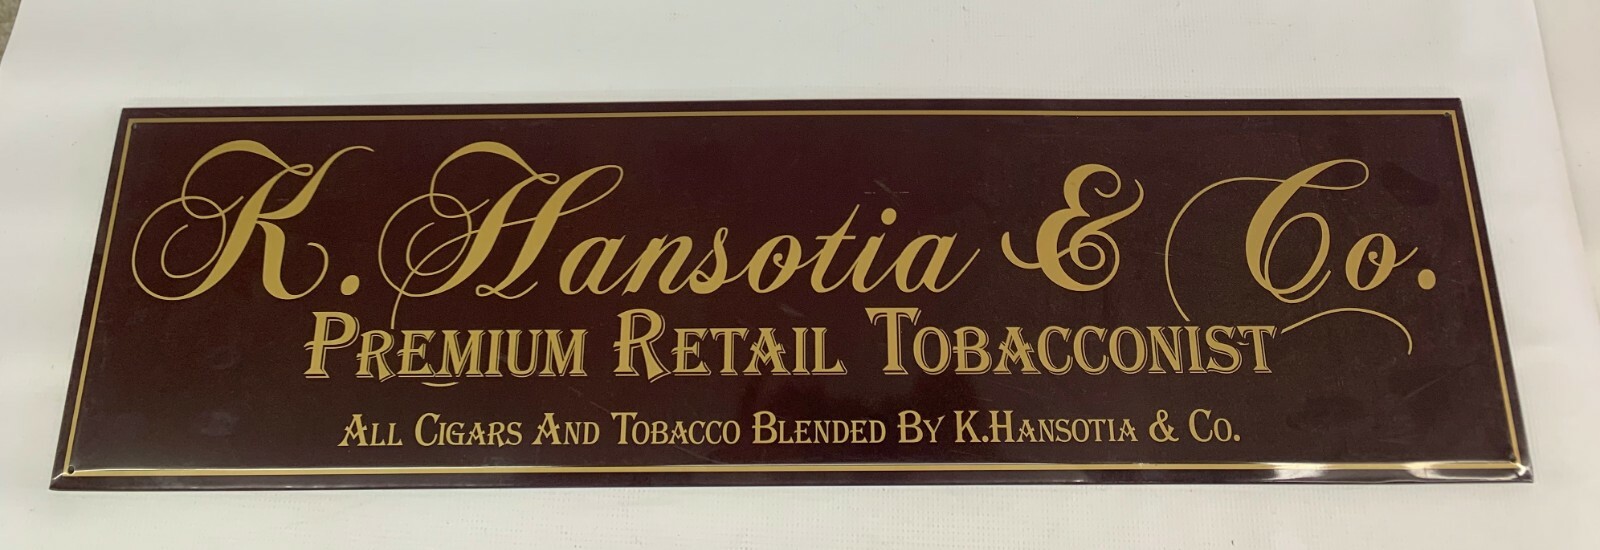 K. Hansotia & Co.
PREMIUM RETAIL TOBACCONIST
ALL CIGARS AND TOBACCO BLENDED BY K.HANSOTIA & CO.